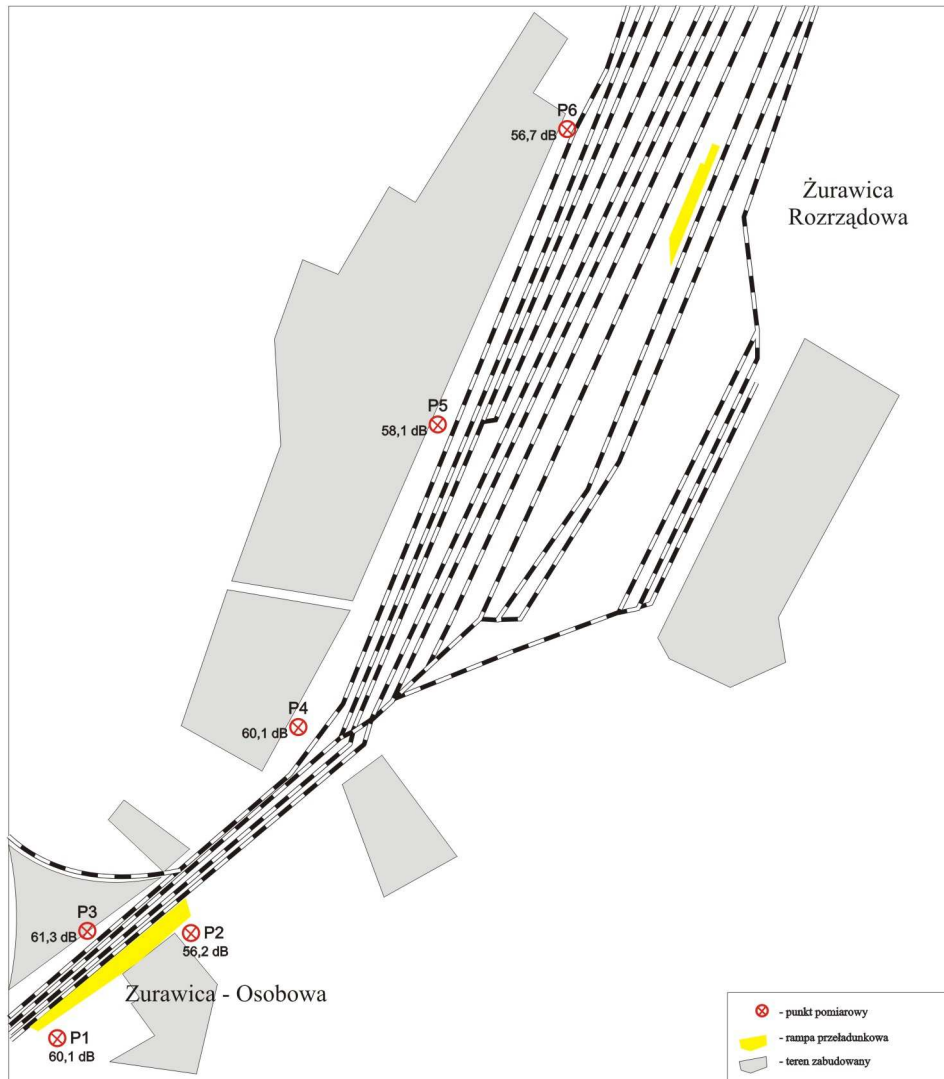 P6
56,7 dB
Żurawica
Rozrządowa
P5
58,1 dB
P4
60,1 dB
P3
61,3 dB
P2
56,2 dB
Żurawica - Osobowa
P1
60,1 dB
- punkt pomiarowy
- rampa przeładunkowa
- teren zabudowany